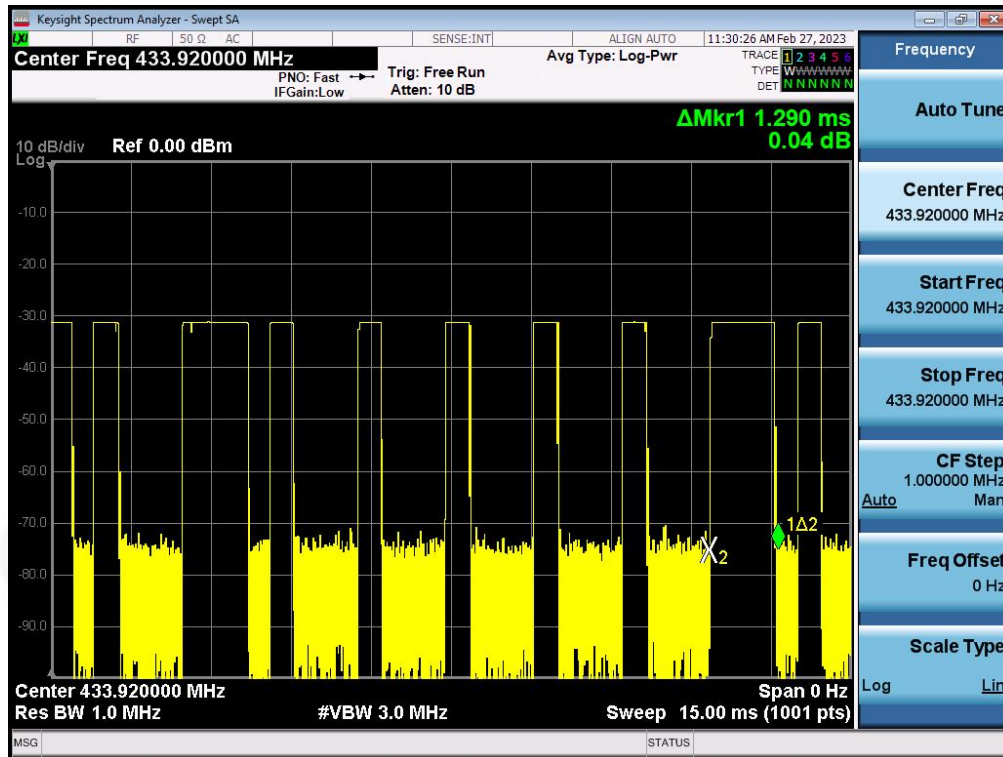 Keysight Spectrum Analyzer - Swept SA
LXI RF 50 Ω AC SENSE:INT ALIGN AUTO 11:30:26 AM Feb 27, 2023
Center Freq 433.920000 MHz
PNO: Fast
IFGain:Low
Trig: Free Run
Atten: 10 dB
Avg Type: Log-Pwr
TRACE 1 2 3 4 5 6
TYPE WWWWWW
DET N N N N N N
ΔMkr1 1.290 ms
0.04 dB
10 dB/div Ref 0.00 dBm
Log
-10.0
-20.0
-30.0
-40.0
-50.0
-60.0
-70.0
-80.0
-90.0
1Δ2
X2
Center 433.920000 MHz Span 0 Hz
Res BW 1.0 MHz #VBW 3.0 MHz Sweep 15.00 ms (1001 pts)
MSG STATUS
Frequency
Auto Tune
Center Freq
433.920000 MHz
Start Freq
433.920000 MHz
Stop Freq
433.920000 MHz
CF Step
1.000000 MHz
Auto Man
Freq Offset
0 Hz
Scale Type
Log Lin